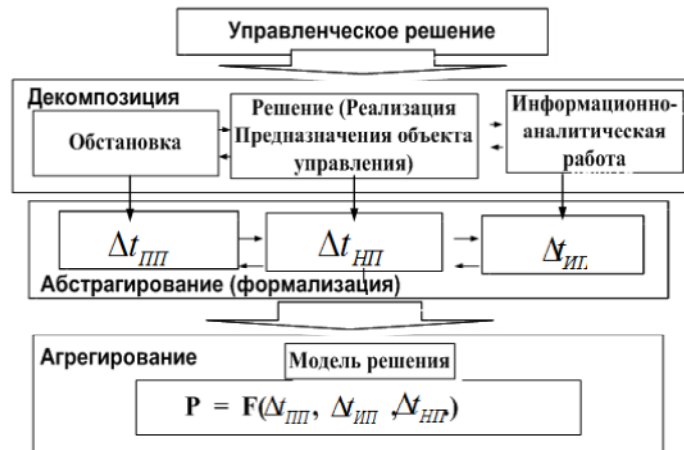 Управленческое решение
Декомпозиция
Обстановка
Решение (Реализация
Предназначения объекта
управления)
Информационно-
аналитическая
работа
Δt_ПП
Δt_НП
Δt_ИП
Абстрагирование (формализация)
Агрегирование
Модель решения
P = F(Δt_ПП, Δt_ИП ,Δt_НП,)